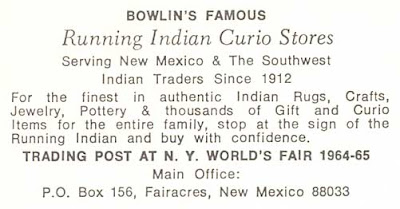 BOWLIN'S FAMOUS
Running Indian Curio Stores
Serving New Mexico & The Southwest
Indian Traders Since 1912
For the finest in authentic Indian Rugs, Crafts,
Jewelry, Pottery & thousands of Gift and Curio
Items for the entire family, stop at the sign of the
Running Indian and buy with confidence.
TRADING POST AT N. Y. WORLD'S FAIR 1964-65
Main Office:
P.O. Box 156, Fairacres, New Mexico 88033